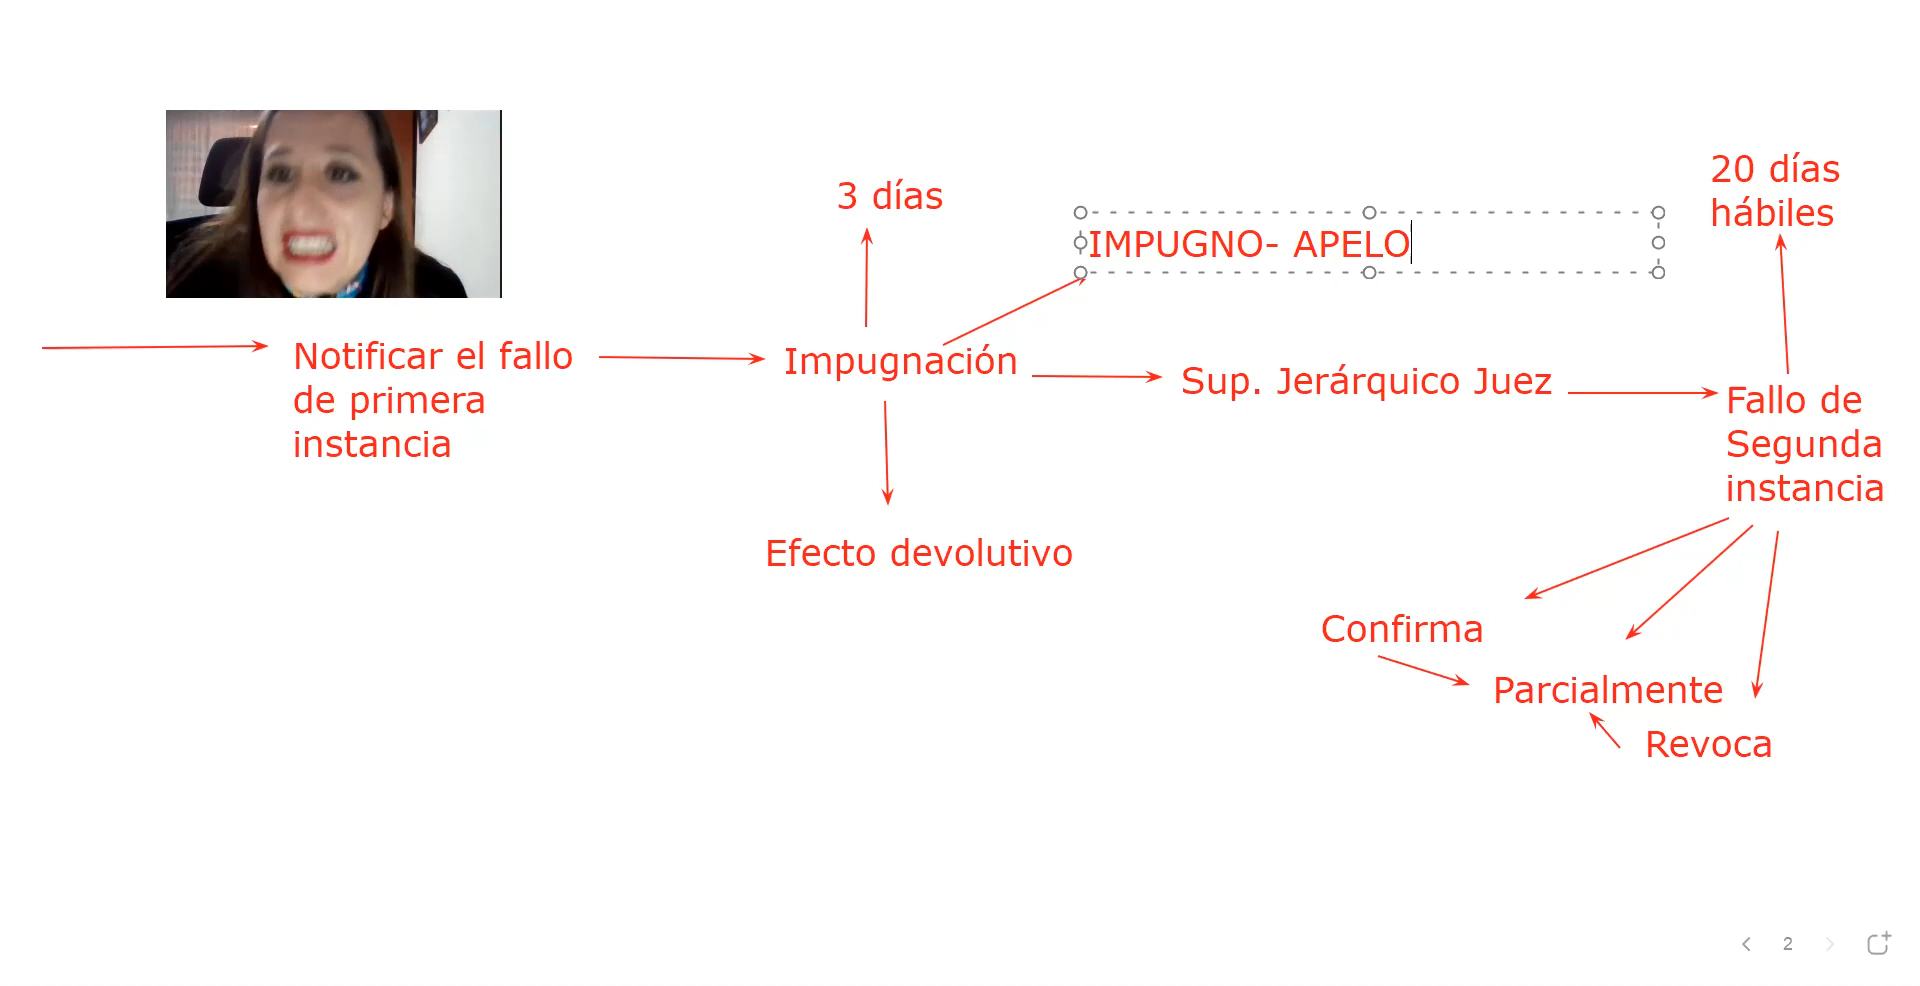 3 días
IMPUGNO- APELO
20 días
hábiles
Notificar el fallo
de primera
instancia
Impugnación
Sup. Jerárquico Juez
Fallo de
Segunda
instancia
Efecto devolutivo
Confirma
Parcialmente
Revoca
2